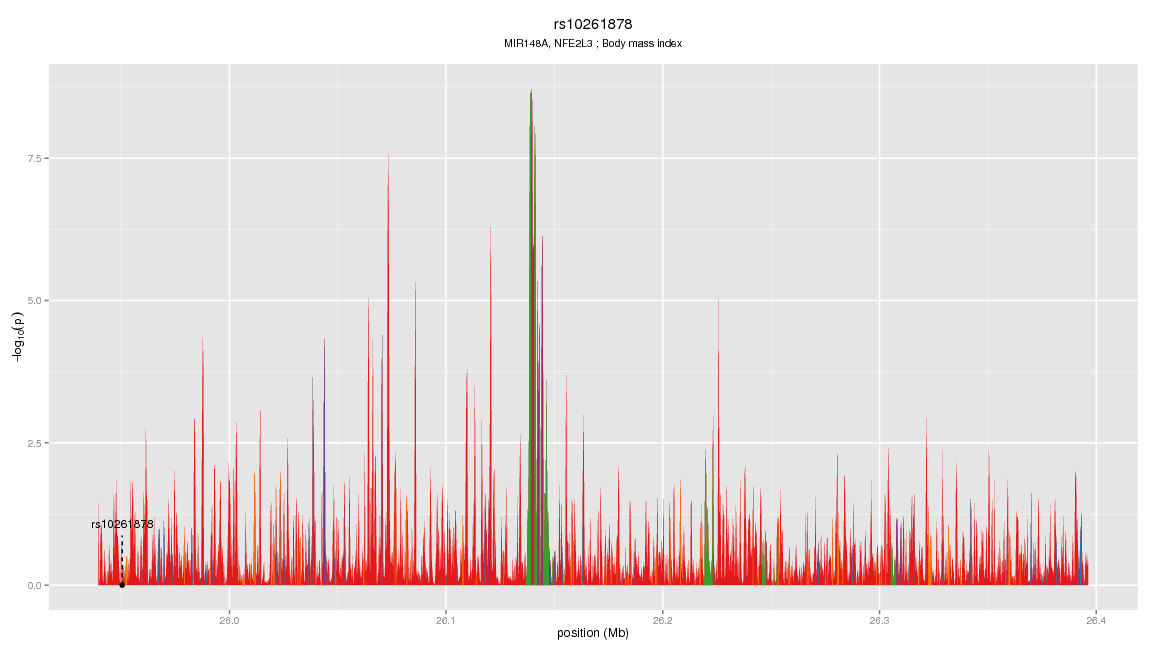 rs10261878
MIR148A, NFE2L3 ; Body mass index
7.5
5.0
2.5
0.0
−log10(p)
rs10261878
26.0
26.1
26.2
26.3
26.4
position (Mb)